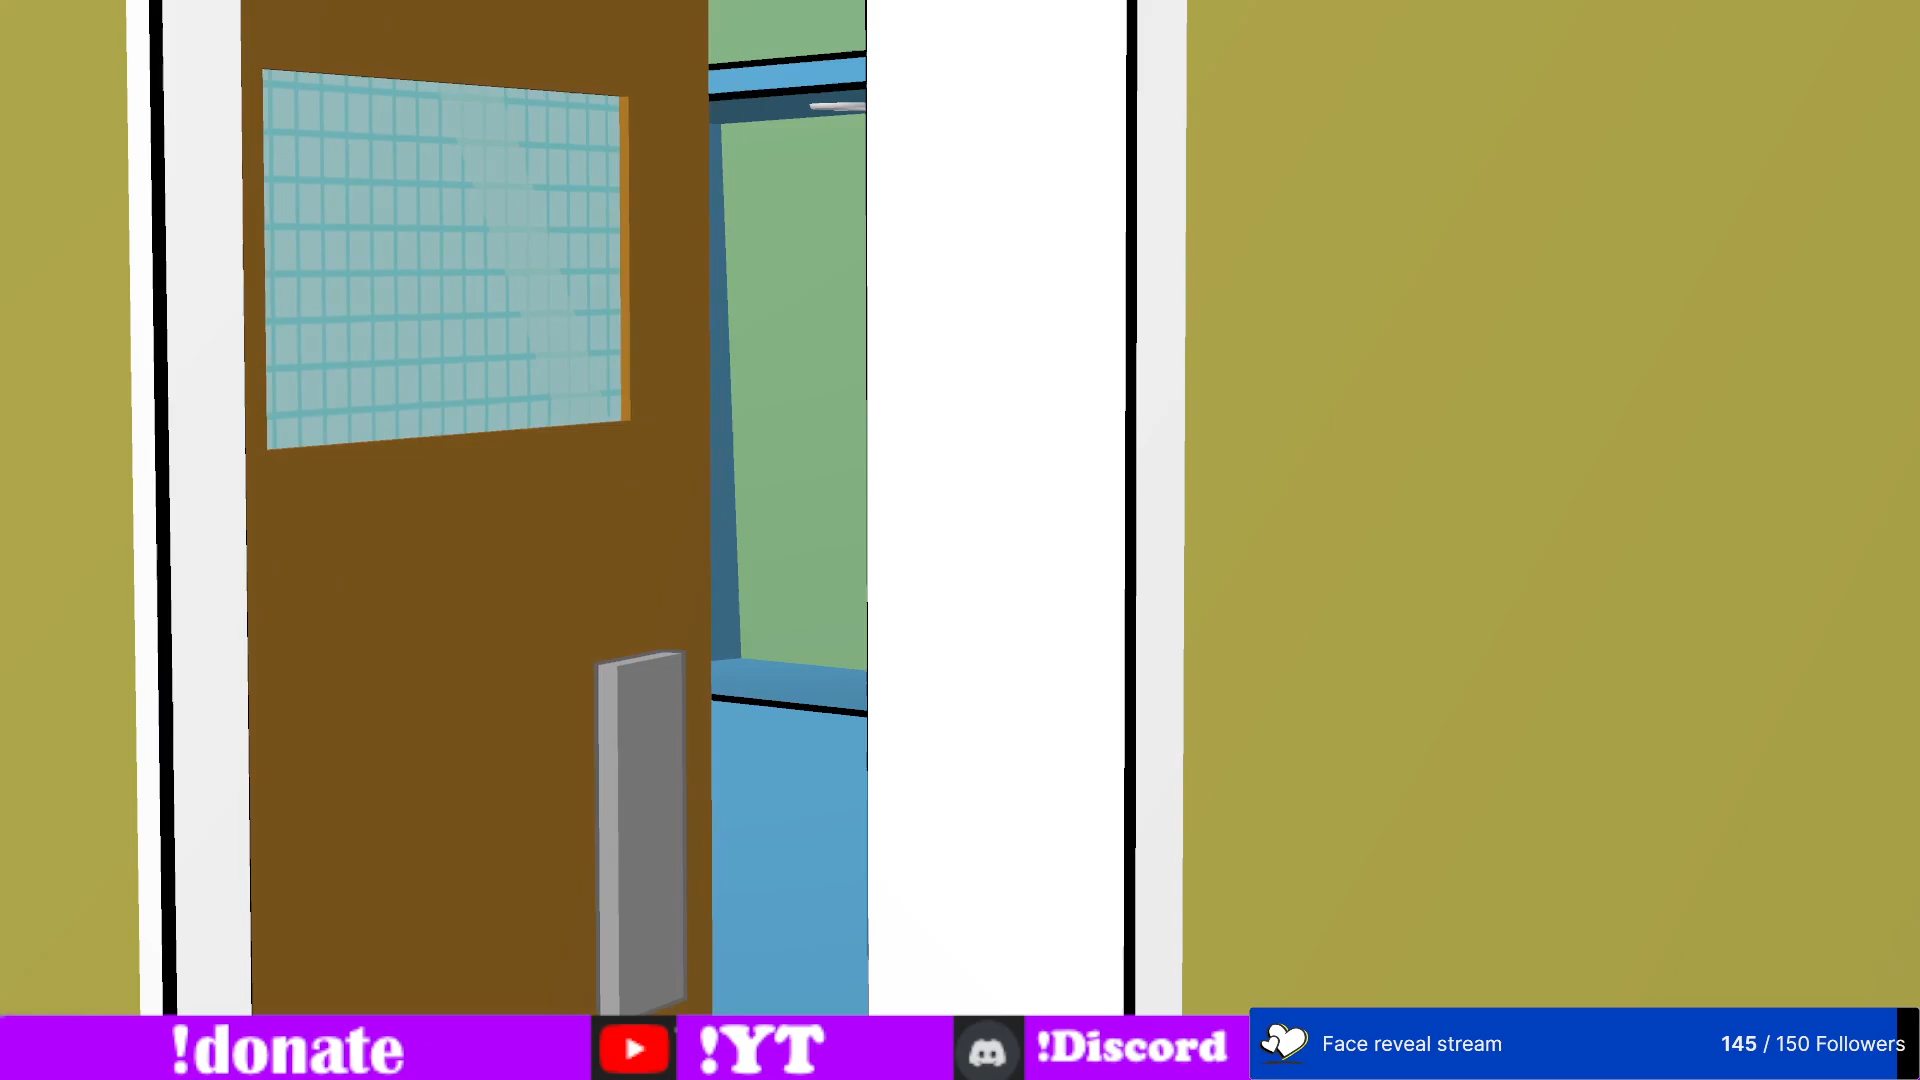 !donate
!YT
!Discord
Face reveal stream
145 / 150 Followers